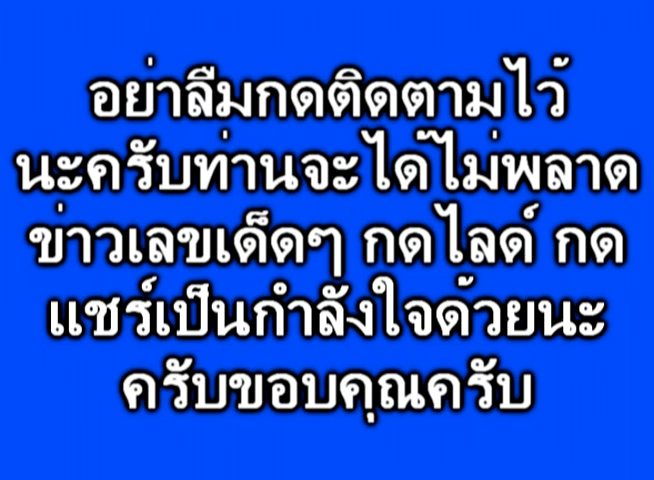 อย่าลืมกดติดตามไว้
นะครับท่านจะได้ไม่พลาด
ข่าวเลขเด็ดๆ กดไลด์ กด
แชร์เป็นกำลังใจด้วยนะ
ครับขอบคุณครับ